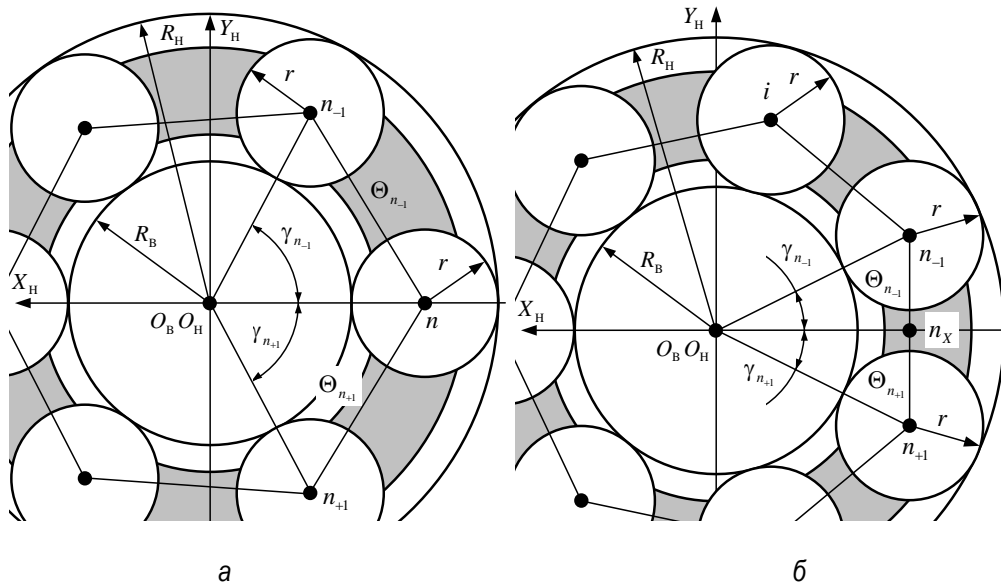 Y_Н
R_Н
r
n_{-1}
Θ_{n_{-1}}
R_В
γ_{n_{-1}}
r
X_Н
O_В O_Н
n
γ_{n_{+1}}
Θ_{n_{+1}}
n_{+1}
а
Y_Н
R_Н
r
i
r
γ_{n_{-1}}
n_{-1}
R_В
Θ_{n_{-1}}
X_Н
n_X
O_В O_Н
γ_{n_{+1}}
Θ_{n_{+1}}
r
n_{+1}
б